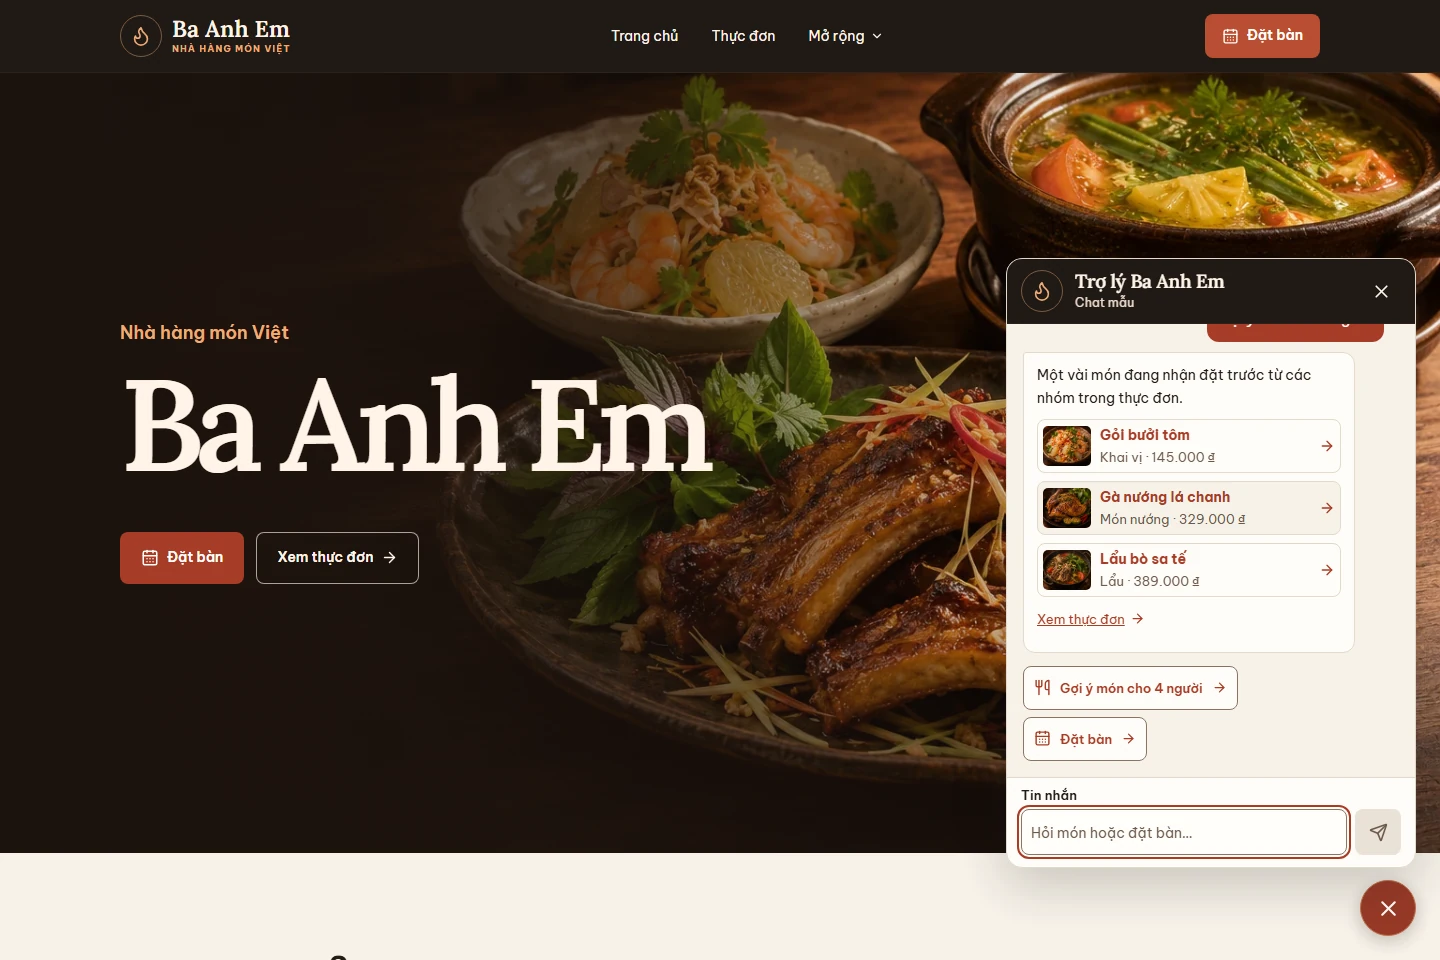 Ba Anh Em
NHÀ HÀNG MÓN VIỆT
Trang chủ
Thực đơn
Mở rộng
Đặt bàn
Nhà hàng món Việt
Ba Anh Em
Đặt bàn
Xem thực đơn
Trợ lý Ba Anh Em
Chat mẫu
Một vài món đang nhận đặt trước từ các
nhóm trong thực đơn.
Gỏi bưởi tôm
Khai vị · 145.000 ₫
Gà nướng lá chanh
Món nướng · 329.000 ₫
Lẩu bò sa tế
Lẩu · 389.000 ₫
Xem thực đơn
Gợi ý món cho 4 người
Đặt bàn
Tin nhắn
Hỏi món hoặc đặt bàn...